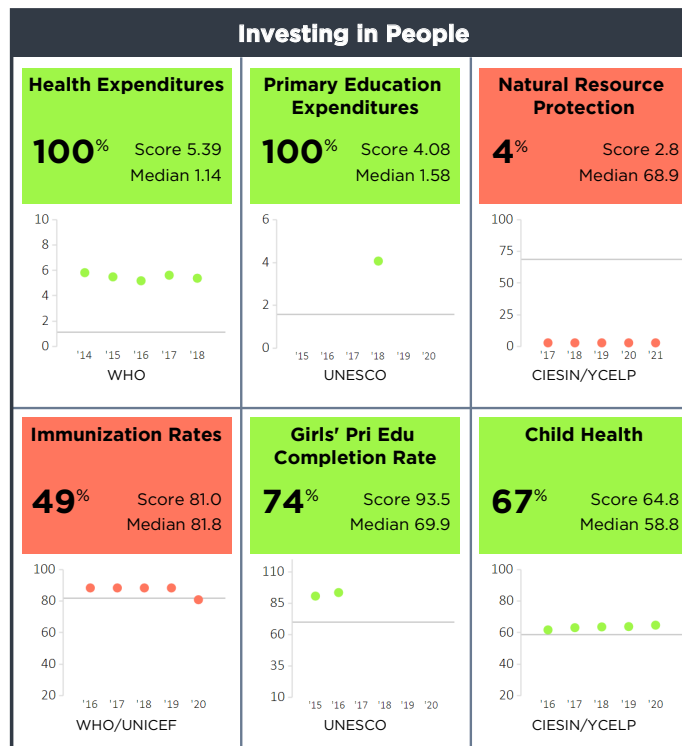 Investing in People
Health Expenditures
100%
Score 5.39
Median 1.14
10
8
6
4
2
0
'14 '15 '16 '17 '18
WHO
Primary Education
Expenditures
100%
Score 4.08
Median 1.58
6
4
2
0
'15 '16 '17 '18 '19 '20
UNESCO
Natural Resource
Protection
4%
Score 2.8
Median 68.9
100
75
50
25
0
'17 '18 '19 '20 '21
CIESIN/YCELP
Immunization Rates
49%
Score 81.0
Median 81.8
100
80
60
40
20
'16 '17 '18 '19 '20
WHO/UNICEF
Girls' Pri Edu
Completion Rate
74%
Score 93.5
Median 69.9
110
85
60
35
10
'15 '16 '17 '18 '19 '20
UNESCO
Child Health
67%
Score 64.8
Median 58.8
100
80
60
40
20
'16 '17 '18 '19 '20
CIESIN/YCELP